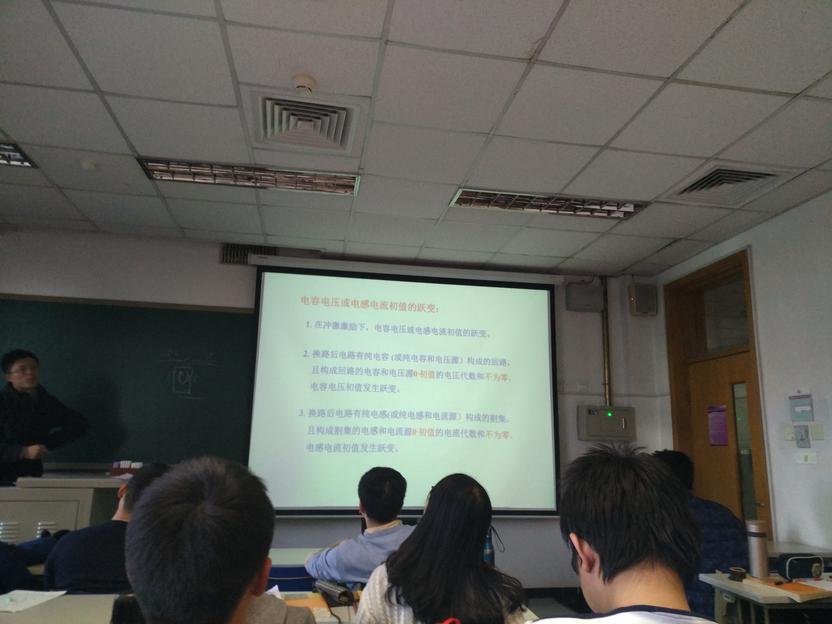 电容电压或电感电流初值的跃变:
1. 在冲激激励下，电容电压或电感电流初值的跃变。
2. 换路后电路有纯电容 (或纯电容和电压源）构成的回路，
且构成回路的电容和电压源0-初值的电压代数和不为零，
电容电压初值发生跃变。
3. 换路后电路有纯电感(或纯电感和电流源）构成的割集，
且构成割集的电感和电流源0-初值的电流代数和不为零，
电感电流初值发生跃变。